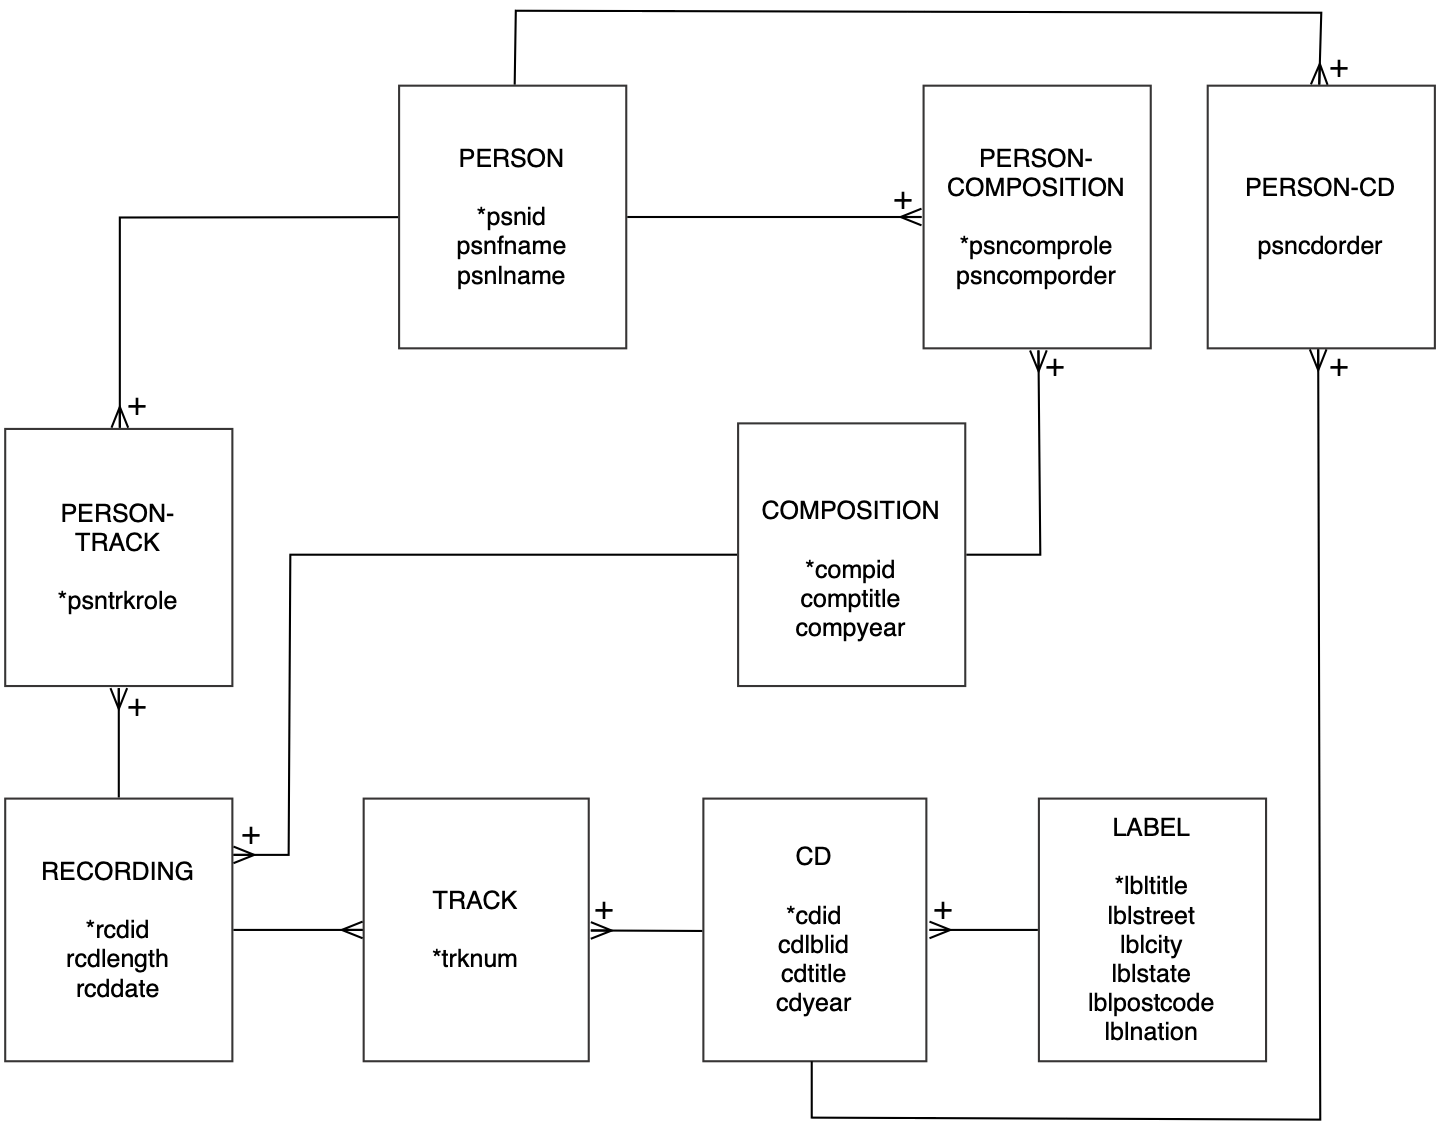 +
PERSON
*psnid
psnfname
psnlname
+
PERSON-
COMPOSITION
*psncomprole
psncomporder
PERSON-CD
psncdorder
+
+
+
PERSON-
TRACK
*psntrkrole
COMPOSITION
*compid
comptitle
compyear
+
+
RECORDING
*rcdid
rcdlength
rcddate
TRACK
*trknum
+
CD
*cdid
cdlblid
cdtitle
cdyear
+
LABEL
*lbltitle
lblstreet
lblcity
lblstate
lblpostcode
lblnation